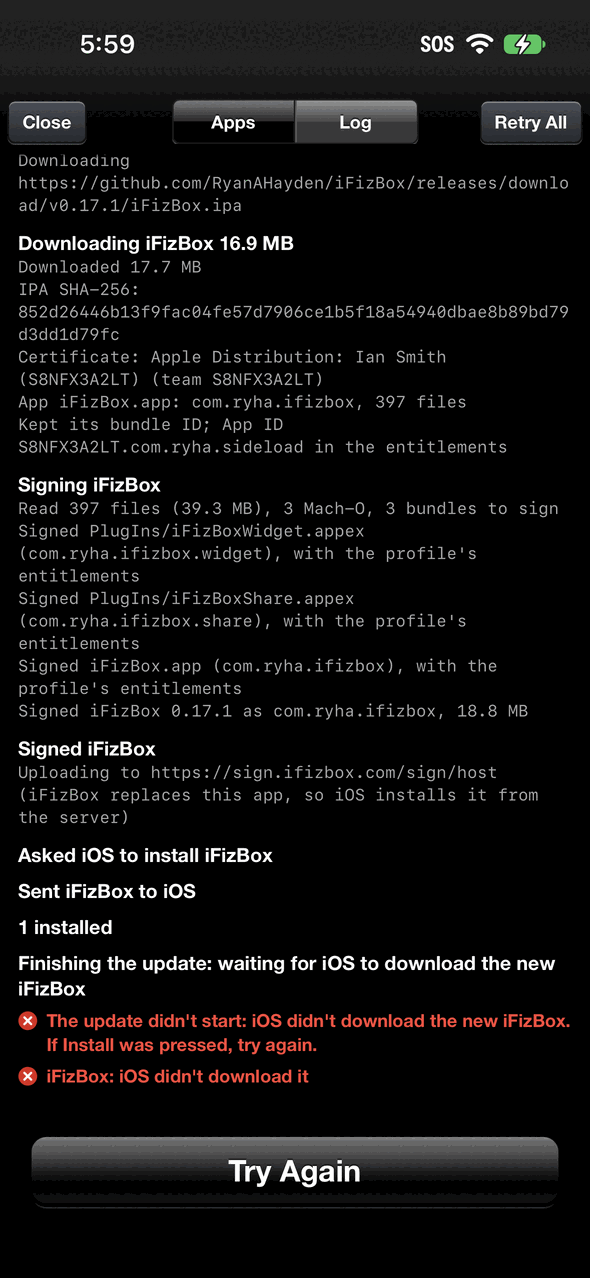 5:59
SOS
Close
Apps
Log
Retry All
Downloading
https://github.com/RyanAHayden/iFizBox/releases/downlo
ad/v0.17.1/iFizBox.ipa
Downloading iFizBox 16.9 MB
Downloaded 17.7 MB
IPA SHA-256:
852d26446b13f9fac04fe57d7906ce1b5f18a54940dbae8b89bd79
d3dd1d79fc
Certificate: Apple Distribution: Ian Smith
(S8NFX3A2LT) (team S8NFX3A2LT)
App iFizBox.app: com.ryha.ifizbox, 397 files
Kept its bundle ID; App ID
S8NFX3A2LT.com.ryha.sideload in the entitlements
Signing iFizBox
Read 397 files (39.3 MB), 3 Mach-O, 3 bundles to sign
Signed PlugIns/iFizBoxWidget.appex
(com.ryha.ifizbox.widget), with the profile's
entitlements
Signed PlugIns/iFizBoxShare.appex
(com.ryha.ifizbox.share), with the profile's
entitlements
Signed iFizBox.app (com.ryha.ifizbox), with the
profile's entitlements
Signed iFizBox 0.17.1 as com.ryha.ifizbox, 18.8 MB
Signed iFizBox
Uploading to https://sign.ifizbox.com/sign/host
(iFizBox replaces this app, so iOS installs it from
the server)
Asked iOS to install iFizBox
Sent iFizBox to iOS
1 installed
Finishing the update: waiting for iOS to download the new
iFizBox
The update didn't start: iOS didn't download the new iFizBox.
If Install was pressed, try again.
iFizBox: iOS didn't download it
Try Again